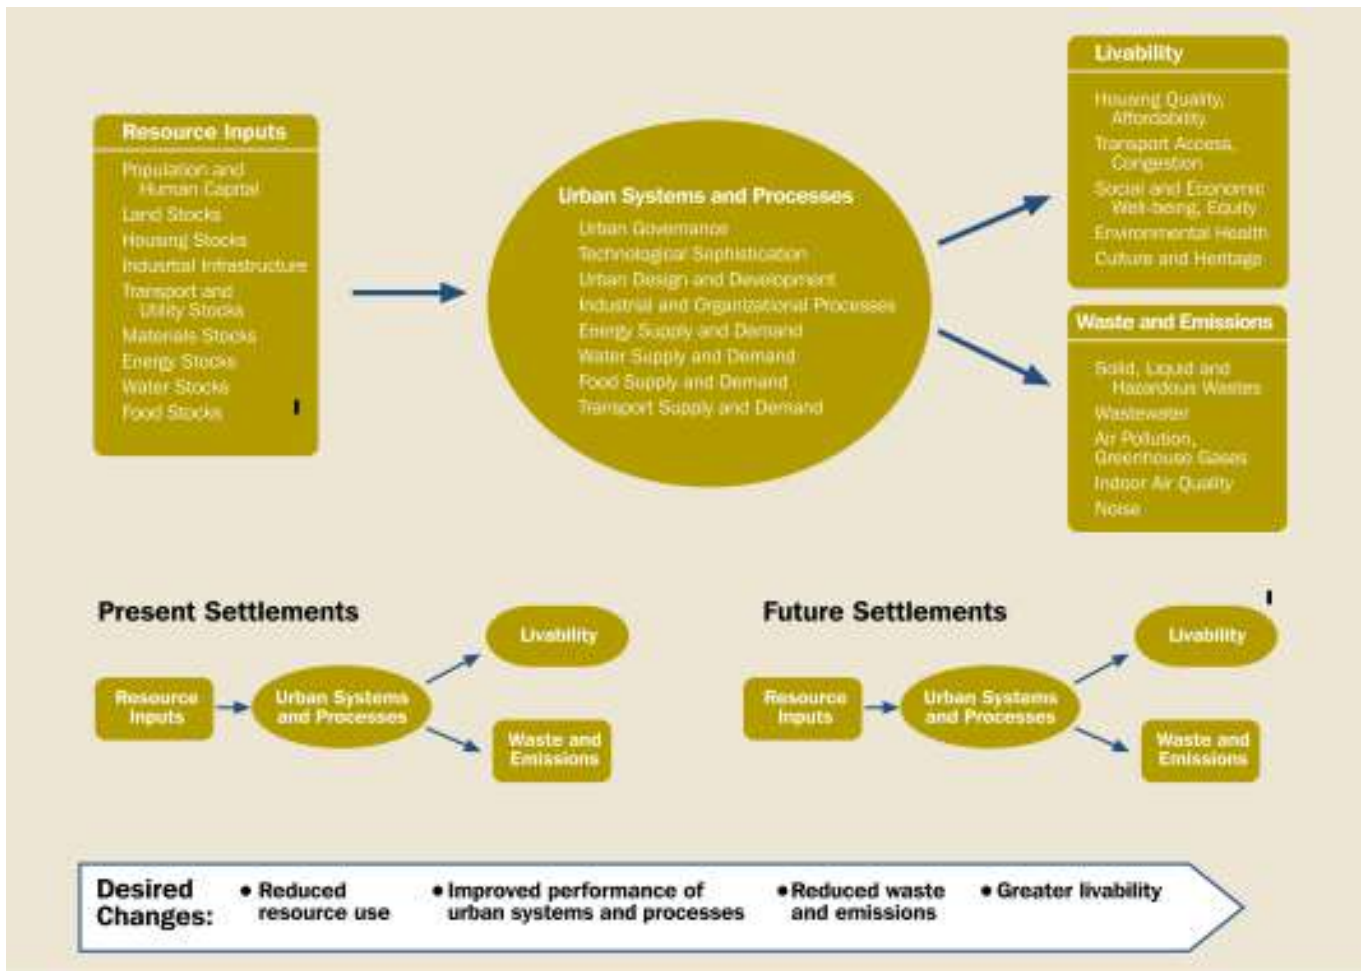 Resource Inputs
Population and
Human Capital
Land Stocks
Housing Stocks
Indusrtial Infrastructure
Transport and
Utility Stocks
Materials Stocks
Energy Stocks
Water Stocks
Food Stocks
Urban Systems and Processes
Urban Governance
Technological Sophistication
Urban Design and Development
Industrial and Organizational Processes
Energy Supply and Demand
Water Supply and Demand
Food Supply and Demand
Transport Supply and Demand
Livability
Housing Quality,
Affordability
Transport Access,
Congestion
Social and Economic
Well-being, Equity
Environmental Health
Culture and Heritage
Waste and Emissions
Solid, Liquid and
Hazardous Wastes
Wastewater
Air Pollution,
Greenhouse Gases
Indoor Air Quality
Noise
Present Settlements
Resource
Inputs
Urban Systems
and Processes
Livability
Waste and
Emissions
Future Settlements
Resource
Inputs
Urban Systems
and Processes
Livability
Waste and
Emissions
Desired
Changes:
• Reduced
resource use
• Improved performance of
urban systems and processes
• Reduced waste
and emissions
• Greater livability